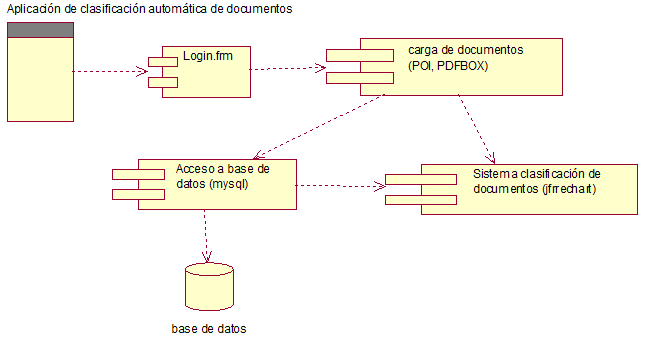 Aplicación de clasificación automática de documentos
Login.frm
carga de documentos
(POI, PDFBOX)
Acceso a base de
datos (mysql)
Sistema clasificación de
documentos (jfrrechart)
base de datos